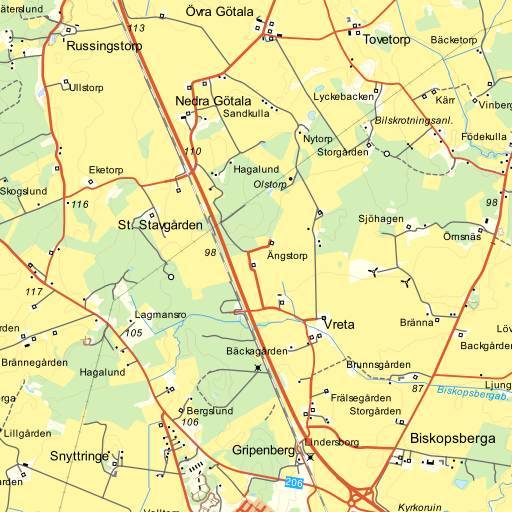 Övra Götala
113
Russingstorp
Tovetorp
Bäcketorp
Ullstorp
Nedra Götala
Lyckebacken
Kärr
Vinberg
Sandkulla
Bilskrotningsanl.
Nytorp
Födekulla
110
Storgården
Hagalund
Eketorp
Olstorp
Skogslund
116
98
Sjöhagen
St. Stavgården
Örnsnäs
98
Ängstorp
117
Lagmansro
105
Vreta
Bränna
Brännegård
Bäckagården
Backgården
Brunnsgården
Hagalund
87
Ljung
Biskopsbergab.
Frälsegården
Bergslund
Storgården
106
Lillgården
Lindersborg
Biskopsberga
Gripenberg
Snyttringe
206
Kyrkoruin